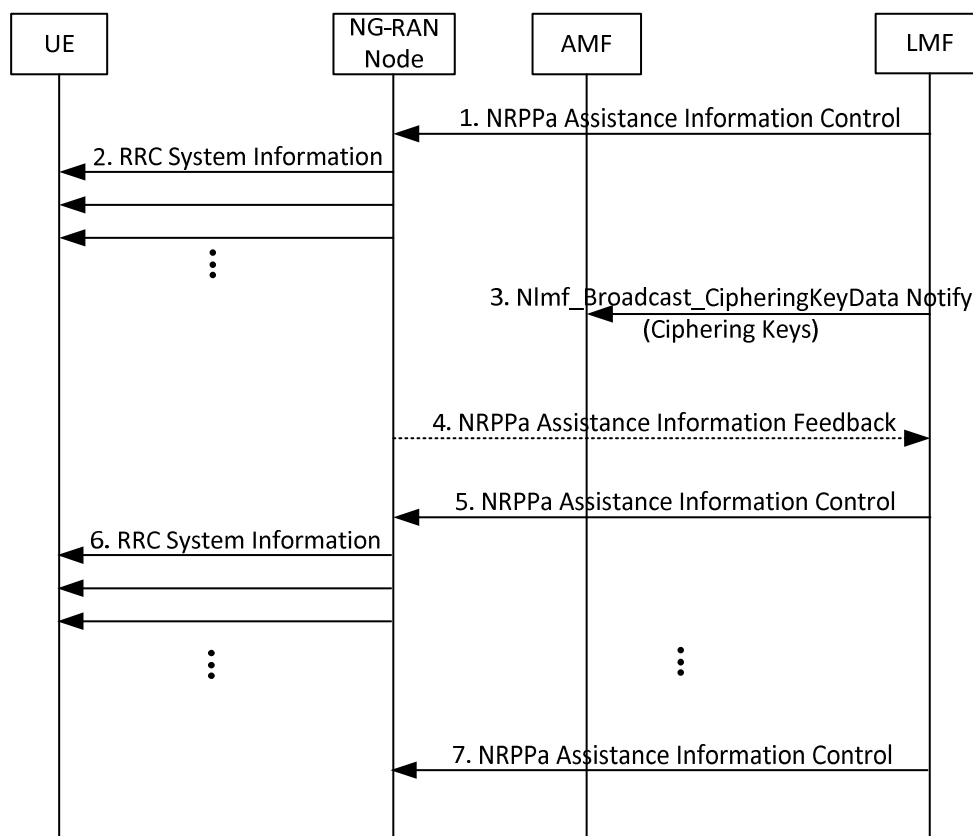 UE
NG-RAN
Node
AMF
LMF
1. NRPPa Assistance Information Control
2. RRC System Information
3. Nlmf_Broadcast_CipheringKeyData Notify
(Ciphering Keys)
4. NRPPa Assistance Information Feedback
5. NRPPa Assistance Information Control
6. RRC System Information
7. NRPPa Assistance Information Control